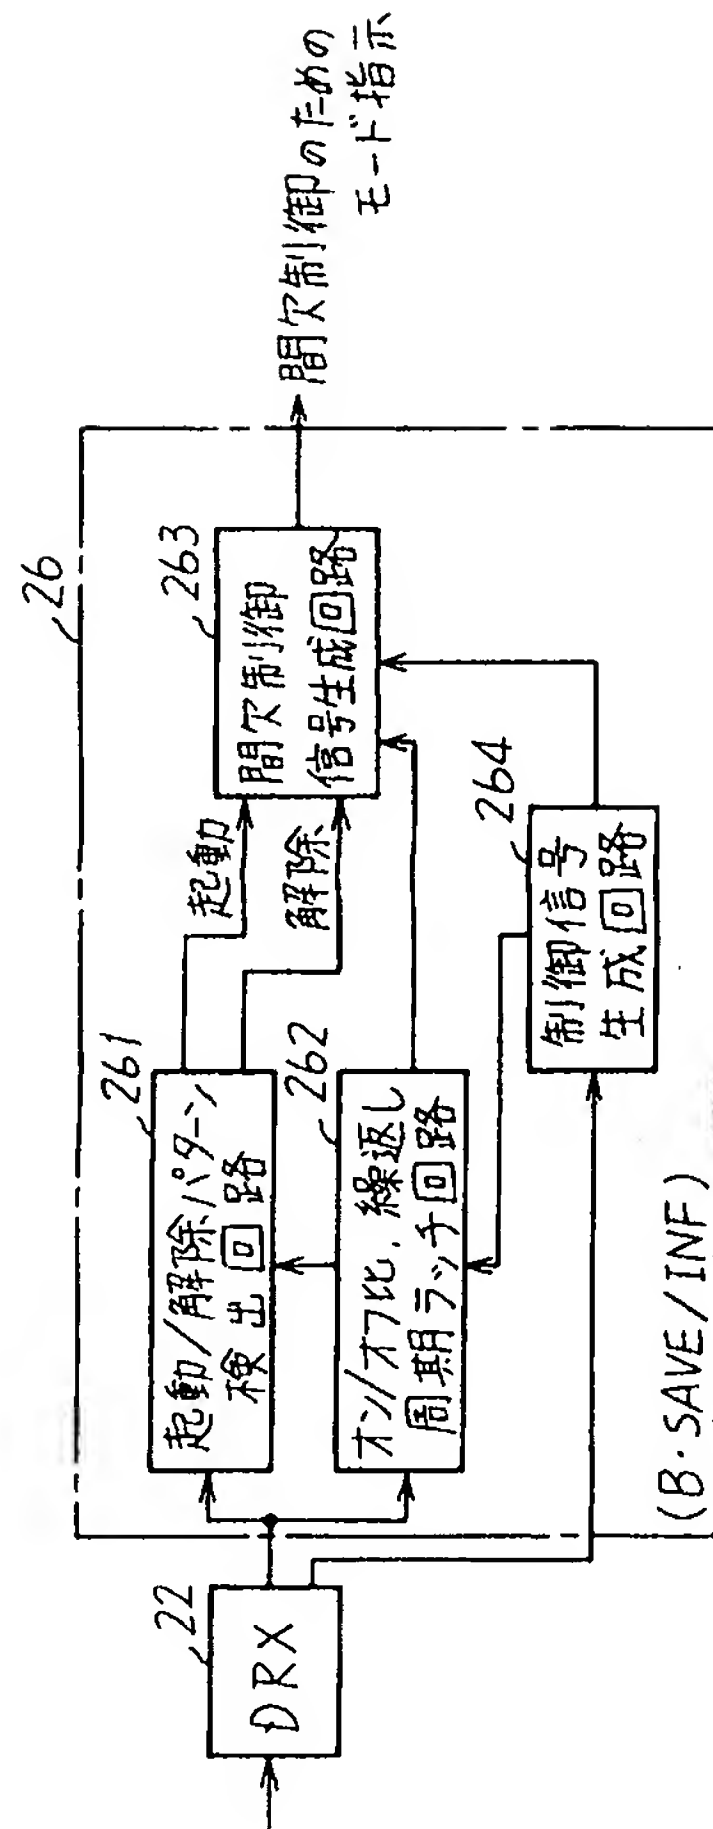 22
DRX
26
261
起動/解除パターン
検出回路
262
オン/オフ比,繰返し
周期ラッチ回路
起動
解除
263
間欠制御
信号生成回路
264
制御信号
生成回路
間欠制御のための
モード指示
(B·SAVE/INF)